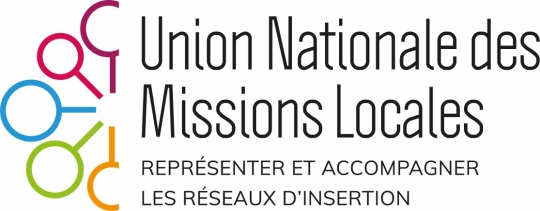 Union Nationale des
Missions Locales
REPRÉSENTER ET ACCOMPAGNER
LES RÉSEAUX D’INSERTION